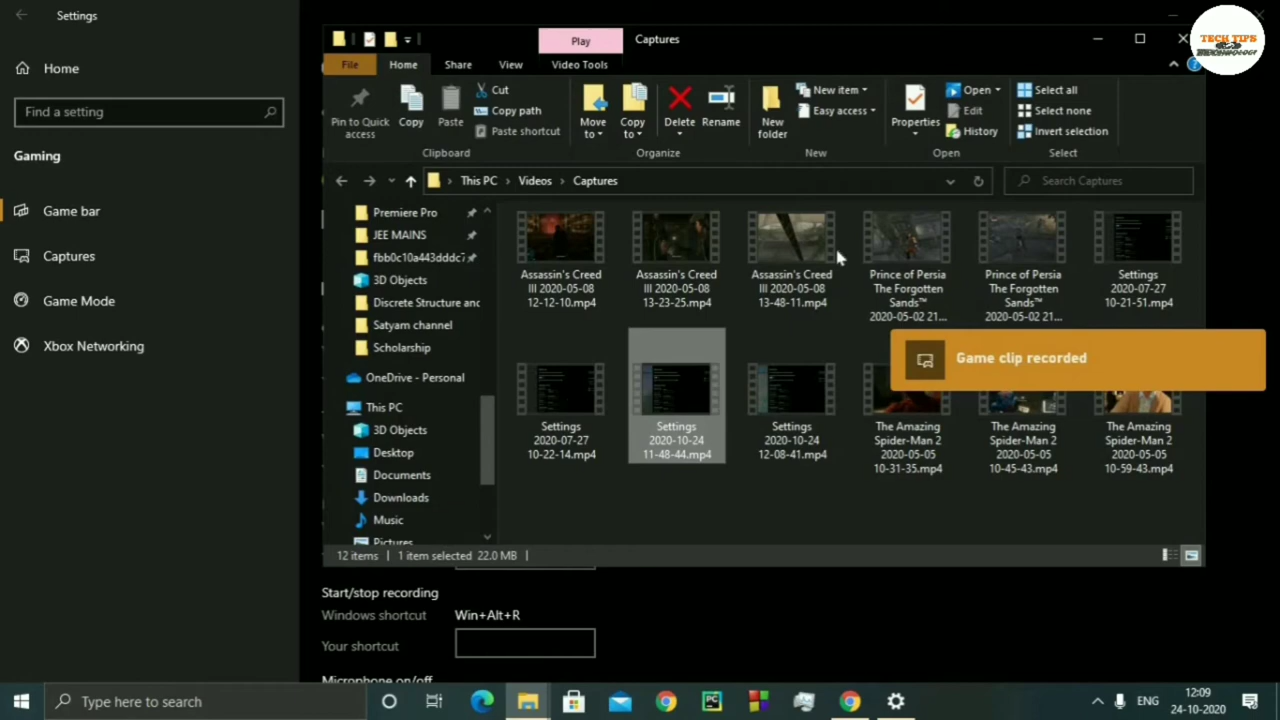 Settings
Home
Find a setting
Gaming
Game bar
Captures
Game Mode
Xbox Networking
Play
Captures
TECH TIPS
File
Home
Share
View
Video Tools
Pin to Quick
access
Copy
Paste
Cut
Copy path
Paste shortcut
Clipboard
Move
to
Copy
to
Delete
Rename
Organize
New
folder
New item
Easy access
New
Properties
Open
Edit
History
Open
Select all
Select none
Invert selection
Select
This PC
Videos
Captures
Search Captures
Premiere Pro
JEE MAINS
fbb0c10a443dddc7
3D Objects
Discrete Structure and
Satyam channel
Scholarship
OneDrive - Personal
This PC
3D Objects
Desktop
Documents
Downloads
Music
Pictures
Assassin's Creed
III 2020-05-08
12-12-10.mp4
Assassin's Creed
III 2020-05-08
13-23-25.mp4
Assassin's Creed
III 2020-05-08
13-48-11.mp4
Prince of Persia
The Forgotten
Sands™
2020-05-02 21...
Prince of Persia
The Forgotten
Sands™
2020-05-02 21...
Settings
2020-07-27
10-21-51.mp4
Game clip recorded
Settings
2020-07-27
10-22-14.mp4
Settings
2020-10-24
11-48-44.mp4
Settings
2020-10-24
12-08-41.mp4
The Amazing
Spider-Man 2
2020-05-05
10-31-35.mp4
The Amazing
Spider-Man 2
2020-05-05
10-45-43.mp4
The Amazing
Spider-Man 2
2020-05-05
10-59-43.mp4
12 items
1 item selected 22.0 MB
Start/stop recording
Windows shortcut
Win+Alt+R
Your shortcut
Microphone on/off
Type here to search
ENG
12:09
24-10-2020